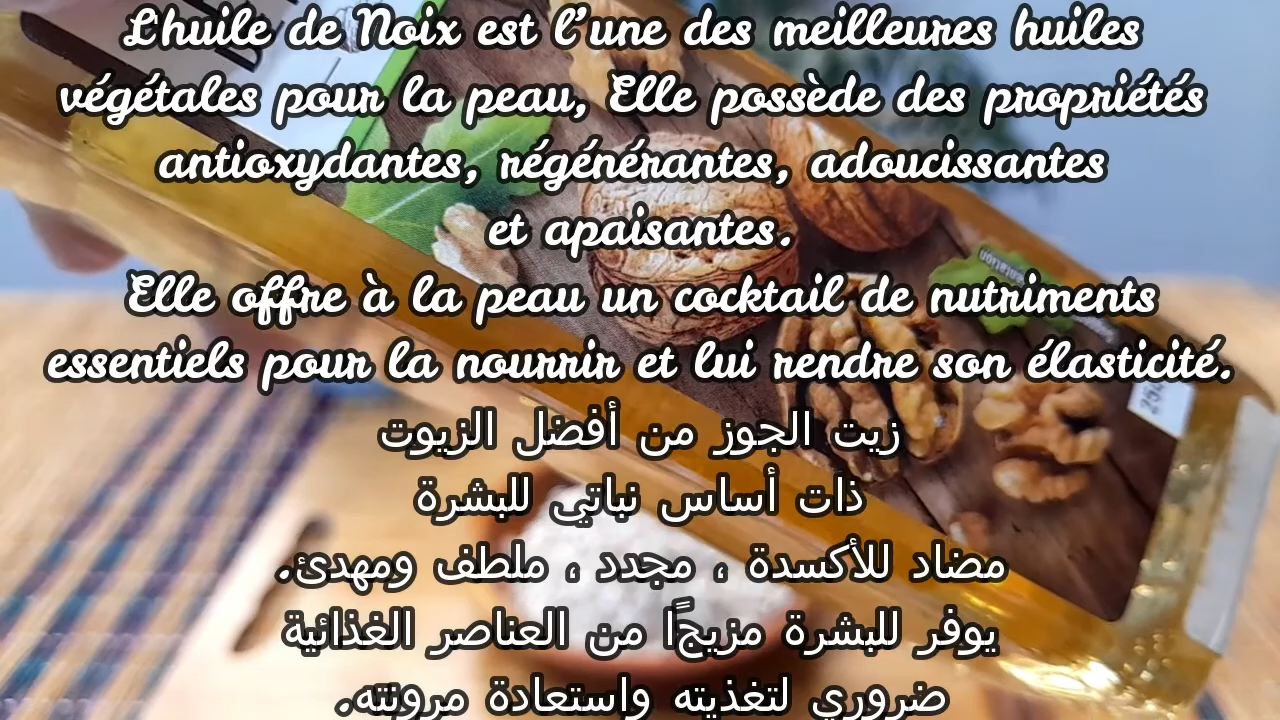 L'huile de Noix est l'une des meilleures huiles
végétales pour la peau, Elle possède des propriétés
antioxydantes, régénérantes, adoucissantes
et apaisantes.
Elle offre à la peau un cocktail de nutriments
essentiels pour la nourrir et lui rendre son élasticité.
زيت الجوز من أفضل الزيوت
ذات أساس نباتي للبشرة
مضاد للأكسدة ، مجدد ، ملطف ومهدئ.
يوفر للبشرة مزيجًا من العناصر الغذائية
ضروري لتغذيته واستعادة مرونته.